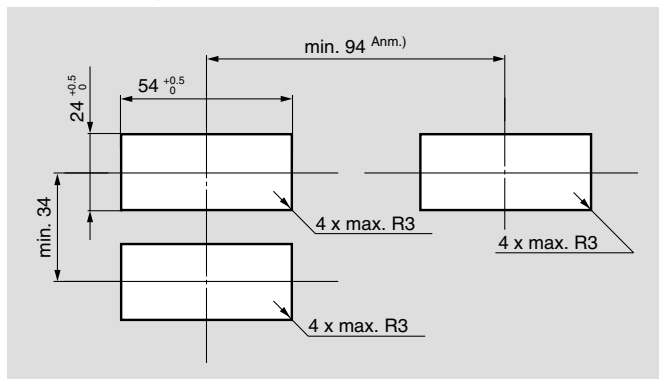 min. 94 Anm.)
54 +0.5 0
24 +0.5 0
min. 34
4 x max. R3
4 x max. R3
4 x max. R3